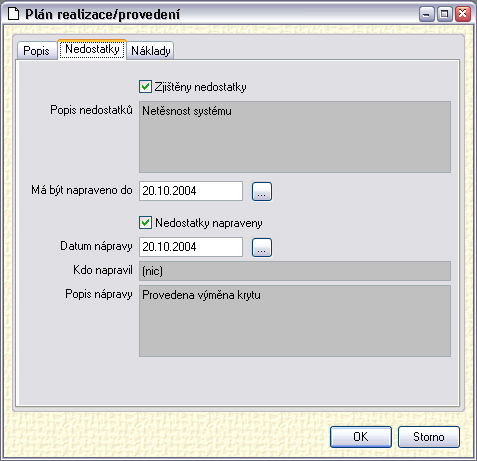 Plán realizace/provedení
Popis Nedostatky Náklady
Zjištěny nedostatky
Popis nedostatků Netěsnost systému
Má být napraveno do 20.10.2004 ...
Nedostatky napraveny
Datum nápravy 20.10.2004 ...
Kdo napravil (nic)
Popis nápravy Provedena výměna krytu
OK Storno